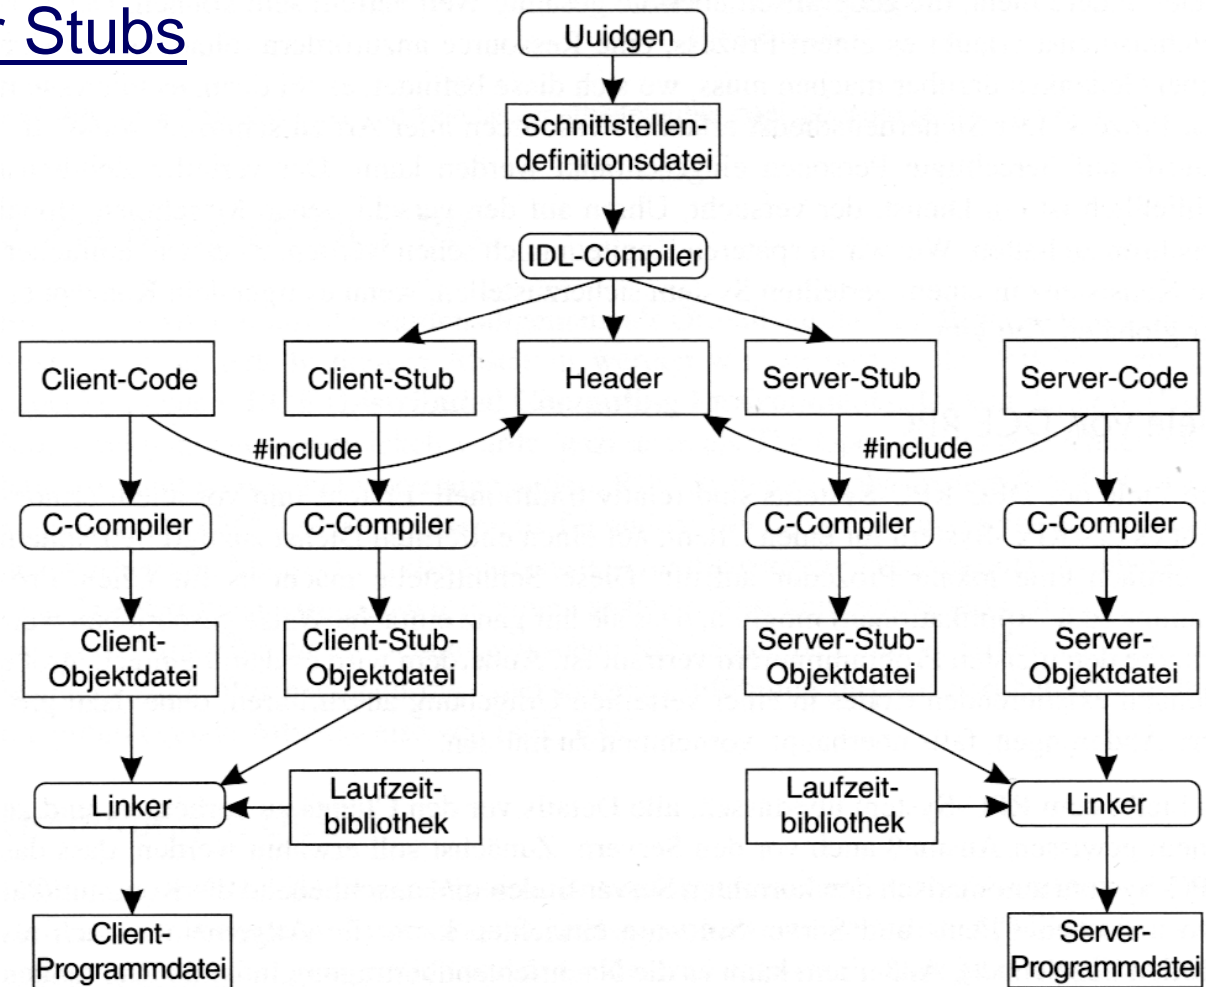 r Stubs
Uuidgen
Schnittstellen-
definitionsdatei
IDL-Compiler
Client-Code
Client-Stub
Header
Server-Stub
Server-Code
#include
#include
C-Compiler
C-Compiler
C-Compiler
C-Compiler
Client-
Objektdatei
Client-Stub-
Objektdatei
Server-Stub-
Objektdatei
Server-
Objektdatei
Linker
Laufzeit-
bibliothek
Laufzeit-
bibliothek
Linker
Client-
Programmdatei
Server-
Programmdatei